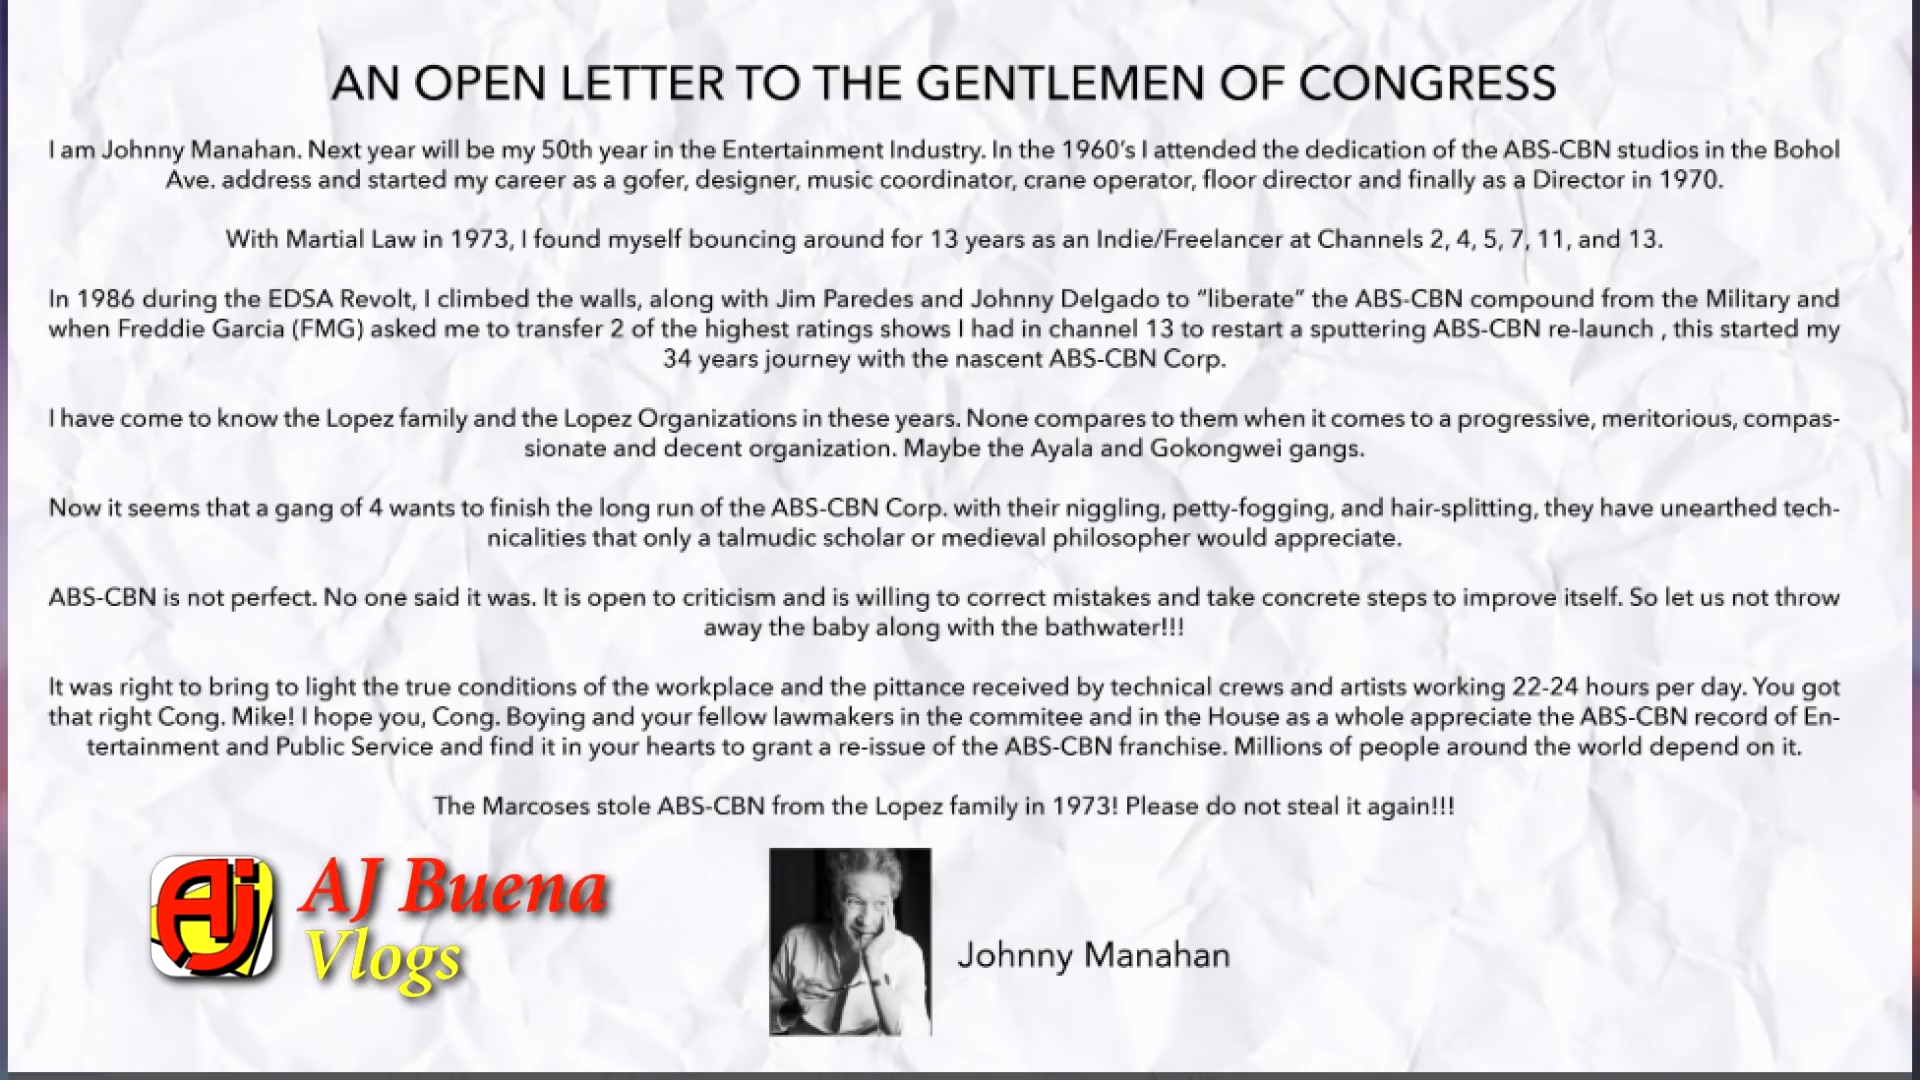 AN OPEN LETTER TO THE GENTLEMEN OF CONGRESS
I am Johnny Manahan. Next year will be my 50th year in the Entertainment Industry. In the 1960's I attended the dedication of the ABS-CBN studios in the Bohol
Ave. address and started my career as a gofer, designer, music coordinator, crane operator, floor director and finally as a Director in 1970.
With Martial Law in 1973, I found myself bouncing around for 13 years as an Indie/Freelancer at Channels 2, 4, 5, 7, 11, and 13.
In 1986 during the EDSA Revolt, I climbed the walls, along with Jim Paredes and Johnny Delgado to “liberate” the ABS-CBN compound from the Military and
when Freddie Garcia (FMG) asked me to transfer 2 of the highest ratings shows I had in channel 13 to restart a sputtering ABS-CBN re-launch , this started my
34 years journey with the nascent ABS-CBN Corp.
I have come to know the Lopez family and the Lopez Organizations in these years. None compares to them when it comes to a progressive, meritorious, compas-
sionate and decent organization. Maybe the Ayala and Gokongwei gangs.
Now it seems that a gang of 4 wants to finish the long run of the ABS-CBN Corp. with their niggling, petty-fogging, and hair-splitting, they have unearthed tech-
nicalities that only a talmudic scholar or medieval philosopher would appreciate.
ABS-CBN is not perfect. No one said it was. It is open to criticism and is willing to correct mistakes and take concrete steps to improve itself. So let us not throw
away the baby along with the bathwater!!!
It was right to bring to light the true conditions of the workplace and the pittance received by technical crews and artists working 22-24 hours per day. You got
that right Cong. Mike! I hope you, Cong. Boying and your fellow lawmakers in the commitee and in the House as a whole appreciate the ABS-CBN record of En-
tertainment and Public Service and find it in your hearts to grant a re-issue of the ABS-CBN franchise. Millions of people around the world depend on it.
The Marcoses stole ABS-CBN from the Lopez family in 1973! Please do not steal it again!!!
AJ
AJ Buena
Vlogs
Johnny Manahan